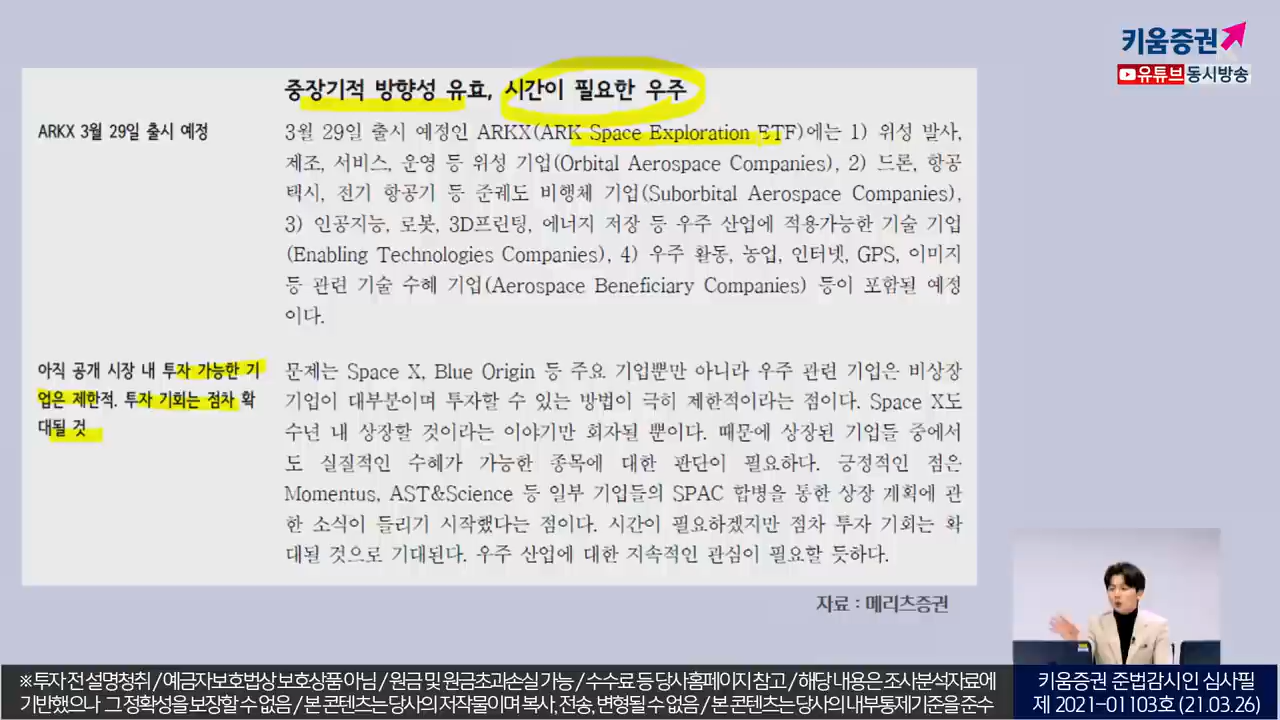 키움증권
유튜브 동시방송
중장기적 방향성 유효, 시간이 필요한 우주
ARKX 3월 29일 출시 예정
3월 29일 출시 예정인 ARKX(ARK Space Exploration ETF)에는 1) 위성 발사,
제조, 서비스, 운영 등 위성 기업(Orbital Aerospace Companies), 2) 드론, 항공
택시, 전기 항공기 등 준궤도 비행체 기업(Suborbital Aerospace Companies),
3) 인공지능, 로봇, 3D프린팅, 에너지 저장 등 우주 산업에 적용가능한 기술 기업
(Enabling Technologies Companies), 4) 우주 활동, 농업, 인터넷, GPS, 이미지
등 관련 기술 수혜 기업(Aerospace Beneficiary Companies) 등이 포함될 예정
이다.
아직 공개 시장 내 투자 가능한 기
업은 제한적. 투자 기회는 점차 확
대될 것
문제는 Space X, Blue Origin 등 주요 기업뿐만 아니라 우주 관련 기업은 비상장
기업이 대부분이며 투자할 수 있는 방법이 극히 제한적이라는 점이다. Space X도
수년 내 상장할 것이라는 이야기만 회자될 뿐이다. 때문에 상장된 기업들 중에서
도 실질적인 수혜가 가능한 종목에 대한 판단이 필요하다. 긍정적인 점은
Momentus, AST&Science 등 일부 기업들의 SPAC 합병을 통한 상장 계획에 관
한 소식이 들리기 시작했다는 점이다. 시간이 필요하겠지만 점차 투자 기회는 확
대될 것으로 기대된다. 우주 산업에 대한 지속적인 관심이 필요할 듯하다.
자료 : 메리츠증권
※ 투자 전 설명청취 / 예금자보호법상 보호상품 아님 / 원금 및 원금초과손실 가능 / 수수료 등 당사홈페이지 참고 / 해당 내용은 조사분석자료에
기반했으나 그 정확성을 보장할 수 없음 / 본 콘텐츠는 당사의 저작물이며 복사, 전송, 변형될 수 없음 / 본 콘텐츠는 당사의 내부통제기준을 준수
키움증권 준법감시인 심사필
제 2021-01103호 (21.03.26)